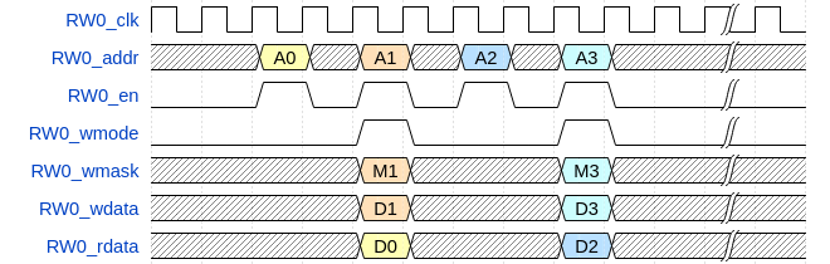 RW0_clk
RW0_addr A0 A1 A2 A3
RW0_en
RW0_wmode
RW0_wmask M1 M3
RW0_wdata D1 D3
RW0_rdata D0 D2